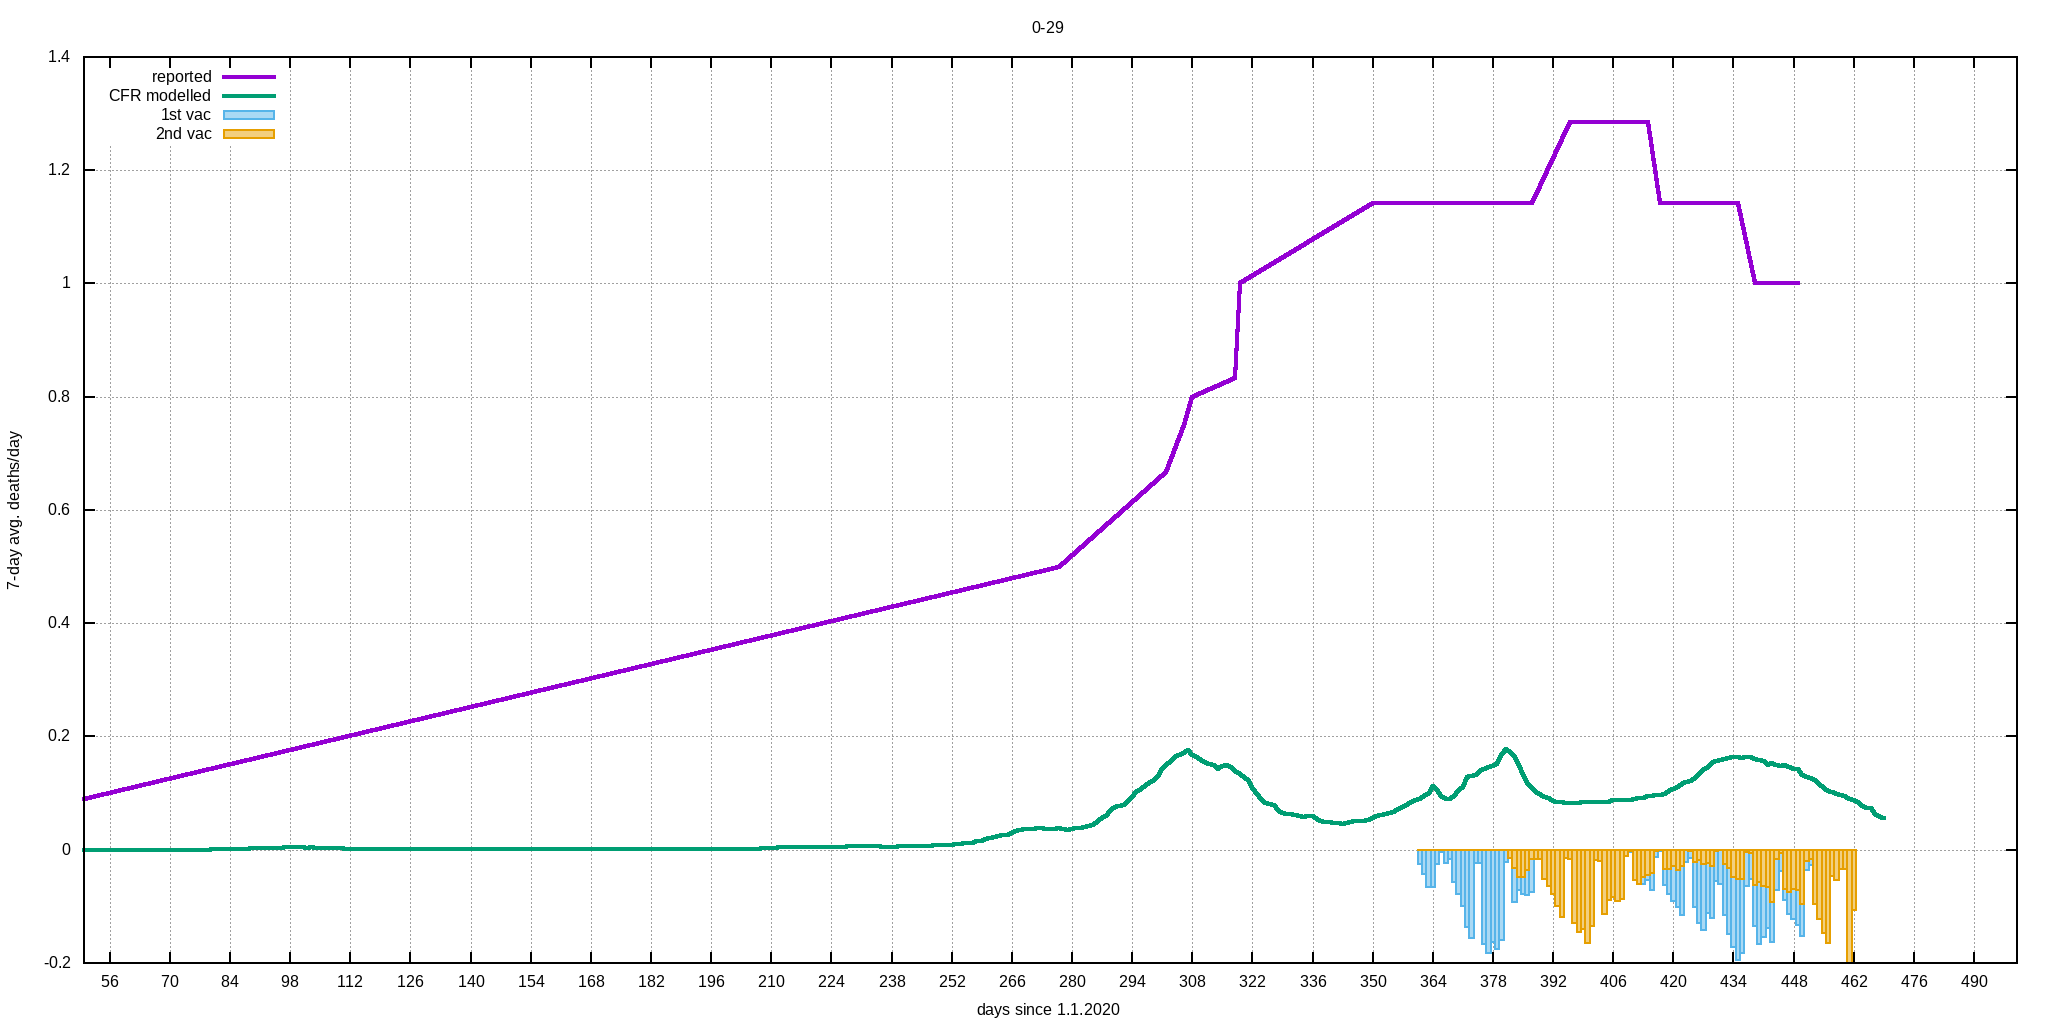 0-29
1.4
1.2
1
0.8
0.6
0.4
0.2
0
-0.2
7-day avg. deaths/day
reported
CFR modelled
1st vac
2nd vac
56 70 84 98 112 126 140 154 168 182 196 210 224 238 252 266 280 294 308 322 336 350 364 378 392 406 420 434 448 462 476 490
days since 1.1.2020